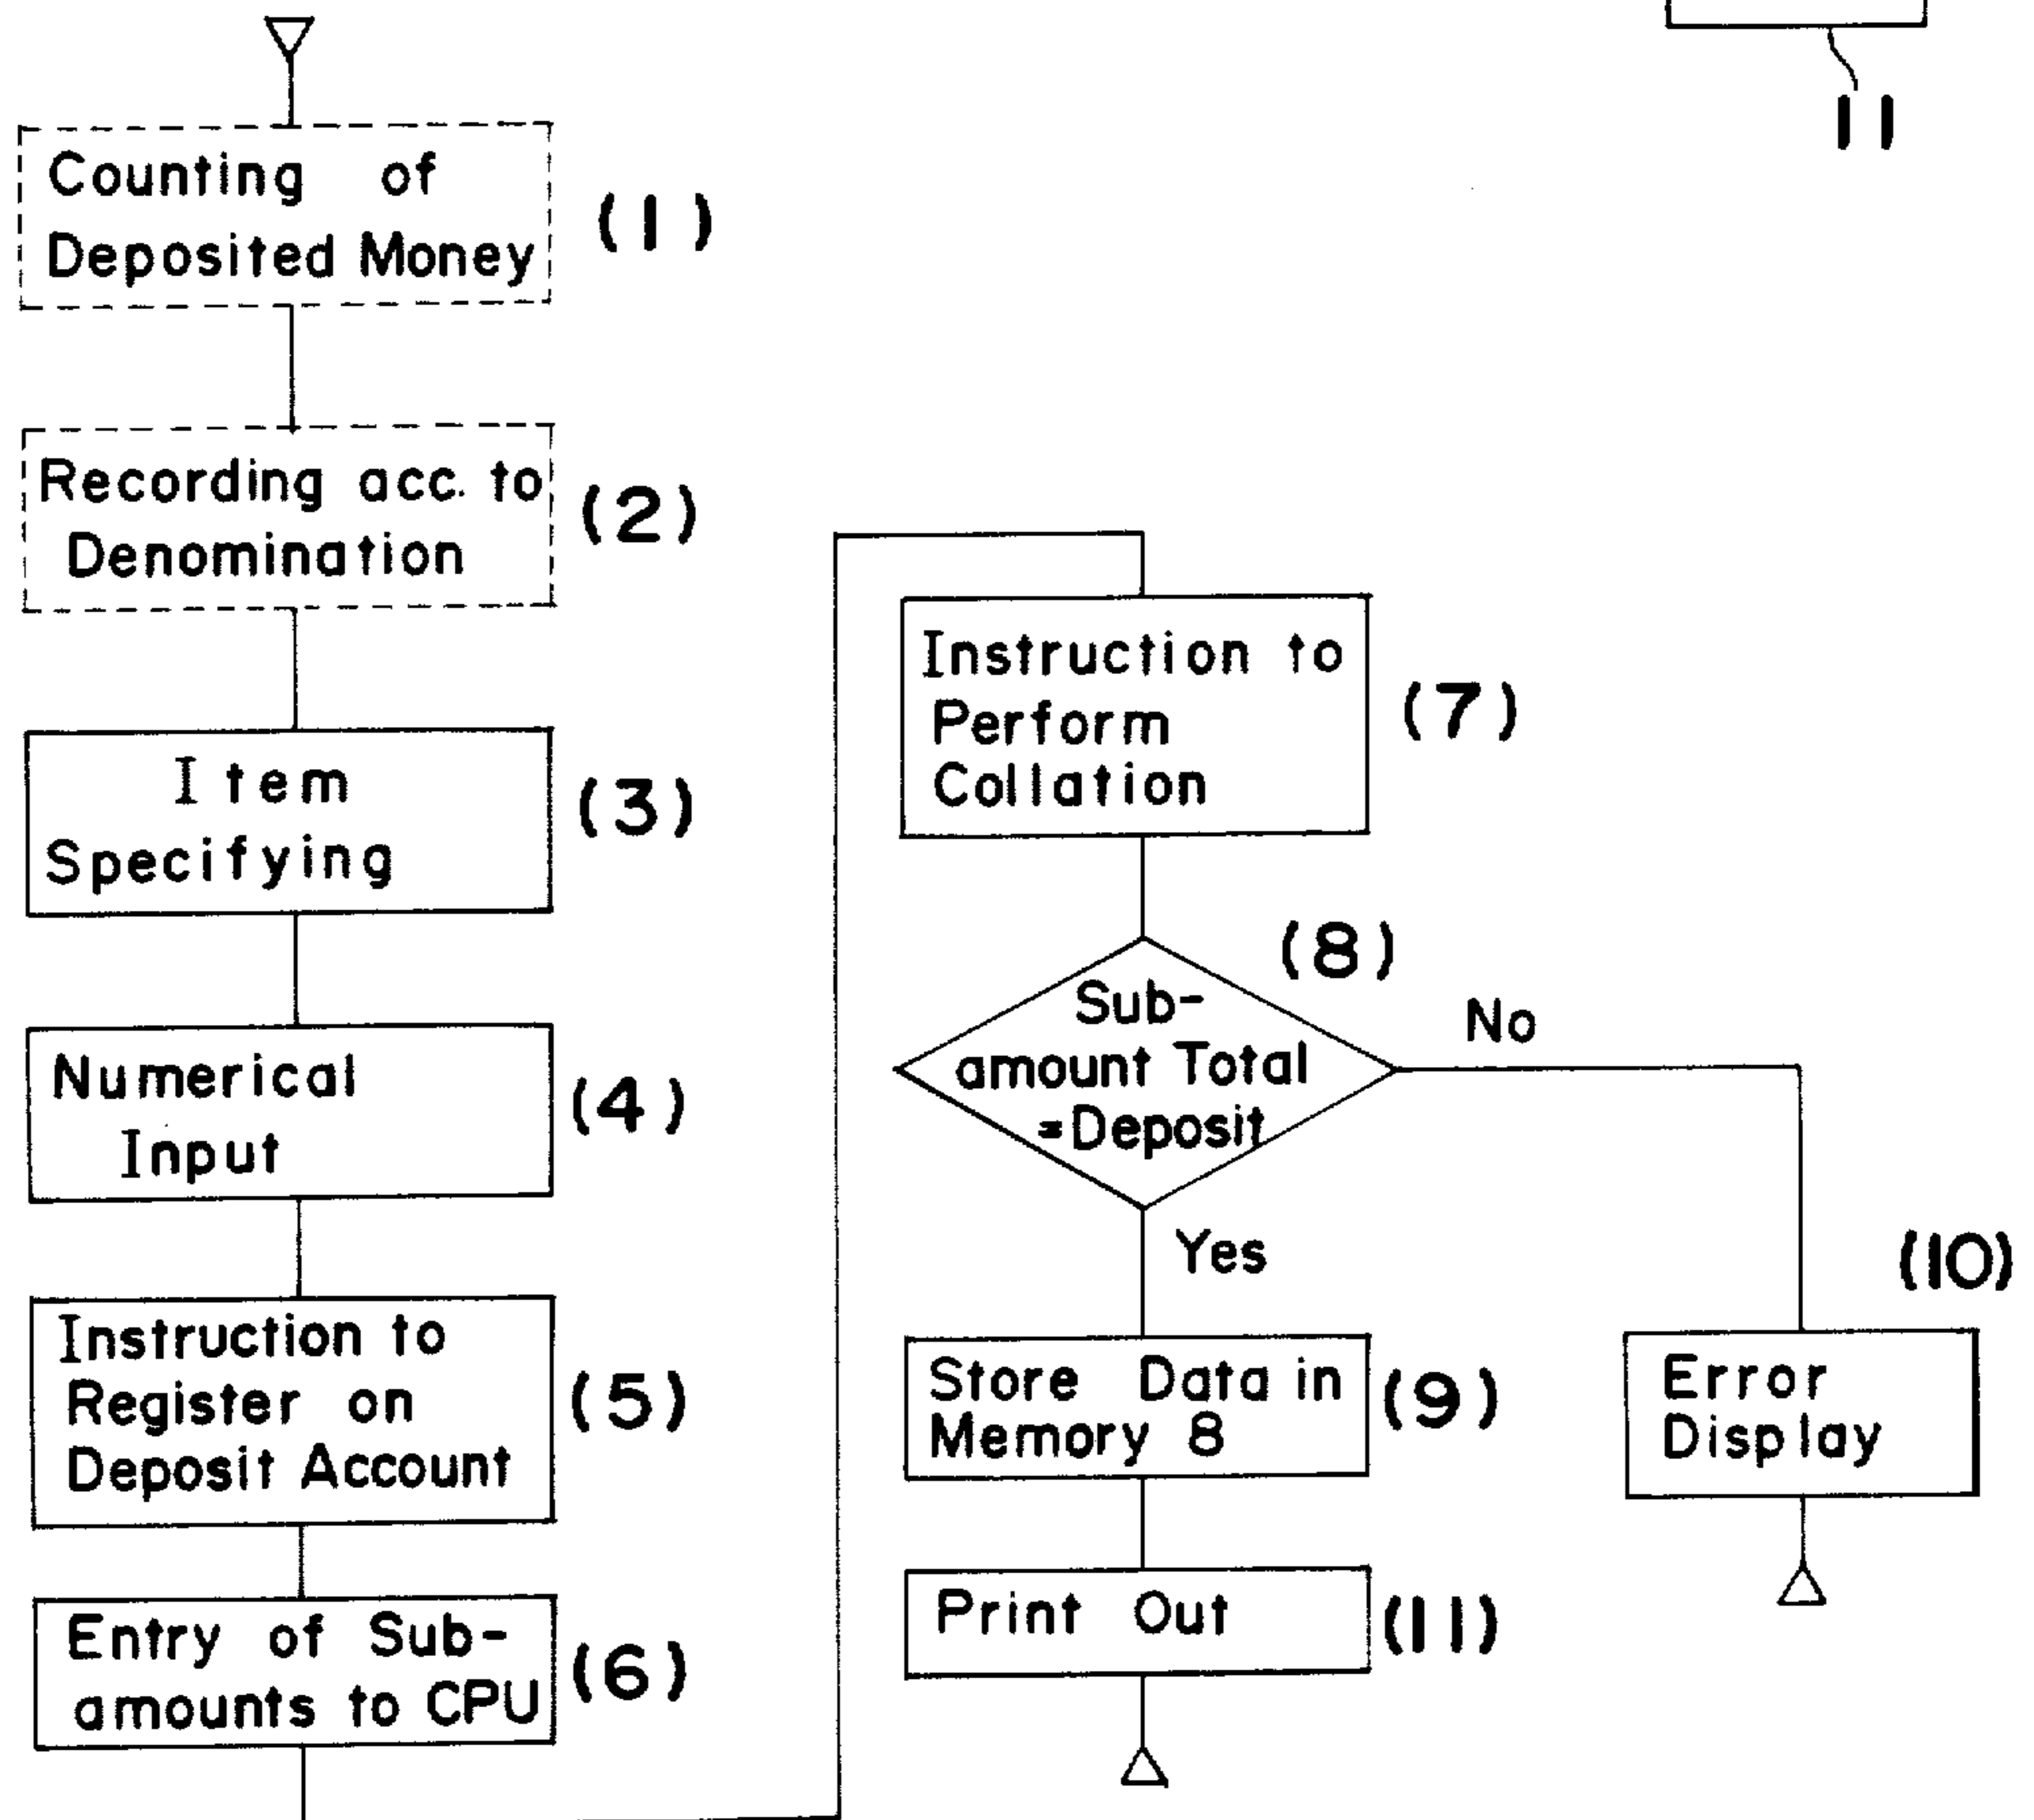 11
Counting of
Deposited Money
(1)
Recording acc. to
Denomination
(2)
Item
Specifying
(3)
Numerical
Input
(4)
Instruction to
Register on
Deposit Account
(5)
Entry of Sub-
amounts to CPU
(6)
Instruction to
Perform
Collation
(7)
(8)
Sub-
amount Total
=Deposit
No
Yes
Store Data in
Memory 8
(9)
(10)
Error
Display
Print Out
(11)